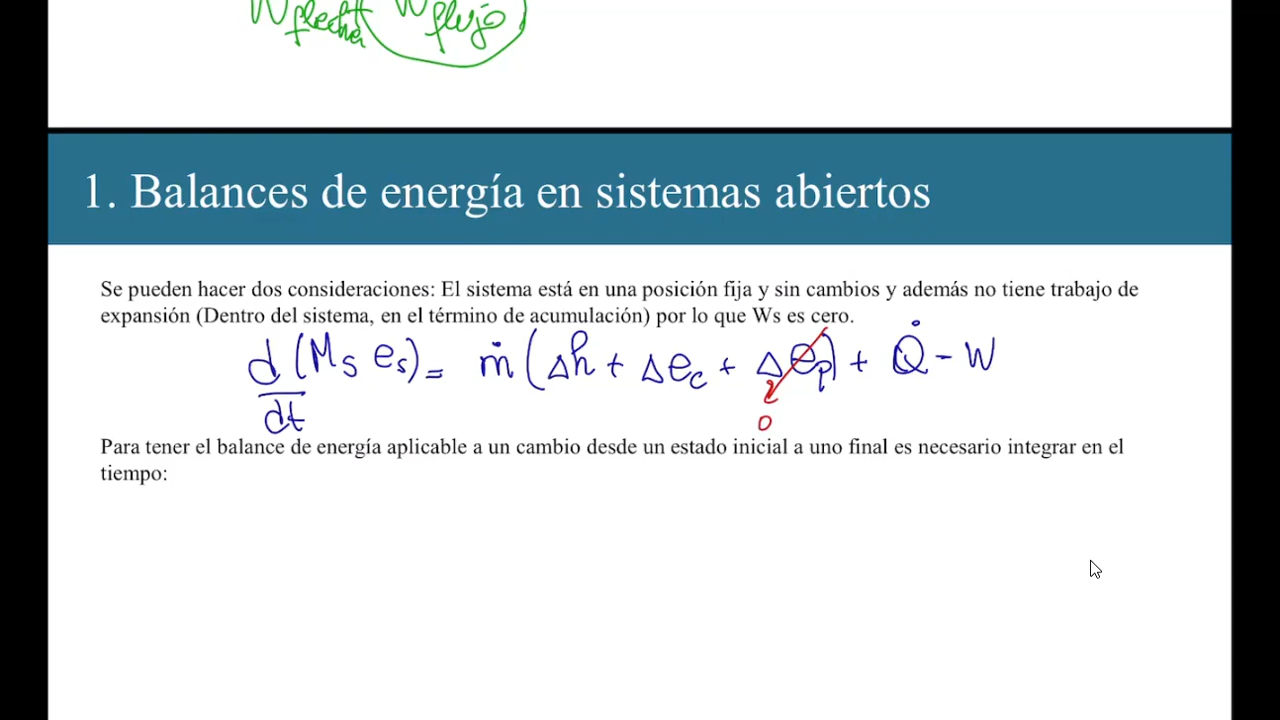 W flecha + W flujo
1. Balances de energía en sistemas abiertos
Se pueden hacer dos consideraciones: El sistema está en una posición fija y sin cambios y además no tiene trabajo de
expansión (Dentro del sistema, en el término de acumulación) por lo que Ws es cero.
d/dt (Ms es) = ṁ (Δh + Δec + Δep) + Q̇ - W
0
Para tener el balance de energía aplicable a un cambio desde un estado inicial a uno final es necesario integrar en el
tiempo: